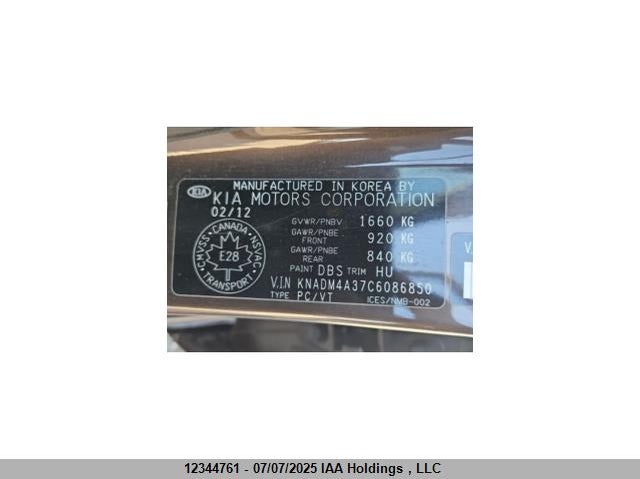 MANUFACTURED IN KOREA BY
KIA KIA MOTORS CORPORATION
02/12
GVWR/PNBV 1660 KG
GAWR/PNBE FRONT 920 KG
GAWR/PNBE REAR 840 KG
PAINT DBS TRIM HU
V.I.N KNADM4A37C6086850
TYPE PC/VT ICES/NMB-002
CMVSS CANADA NSVAC
E28
TRANSPORT
12344761 - 07/07/2025 IAA Holdings , LLC